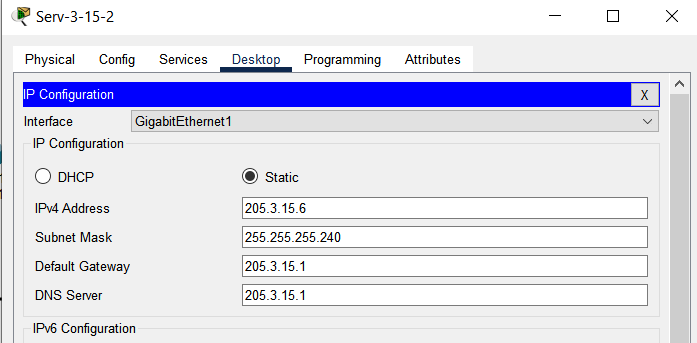 Serv-3-15-2
Physical Config Services Desktop Programming Attributes
IP Configuration X
Interface GigabitEthernet1
IP Configuration
DHCP Static
IPv4 Address 205.3.15.6
Subnet Mask 255.255.255.240
Default Gateway 205.3.15.1
DNS Server 205.3.15.1
IPv6 Configuration